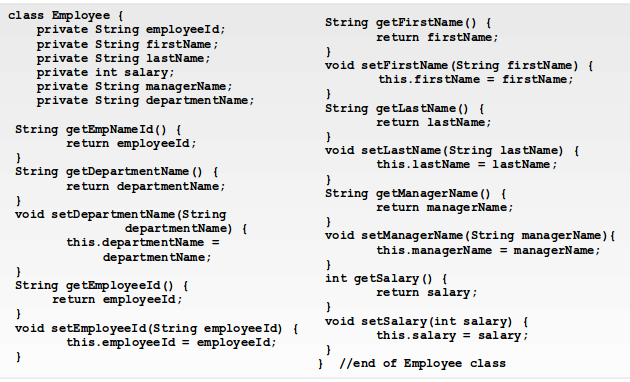 class Employee {
private String employeeId;
private String firstName;
private String lastName;
private int salary;
private String managerName;
private String departmentName;
String getEmpNameId() {
return employeeId;
}
String getDepartmentName() {
return departmentName;
}
void setDepartmentName(String
departmentName) {
this.departmentName =
departmentName;
}
String getEmployeeId() {
return employeeId;
}
void setEmployeeId(String employeeId) {
this.employeeId = employeeId;
}
String getFirstName() {
return firstName;
}
void setFirstName(String firstName) {
this.firstName = firstName;
}
String getLastName() {
return lastName;
}
void setLastName(String lastName) {
this.lastName = lastName;
}
String getManagerName() {
return managerName;
}
void setManagerName(String managerName){
this.managerName = managerName;
}
int getSalary() {
return salary;
}
void setSalary(int salary) {
this.salary = salary;
}
} //end of Employee class